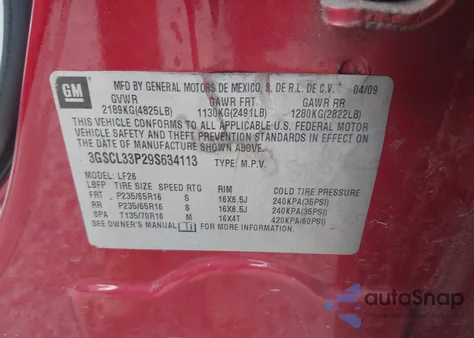 GM
MFD BY GENERAL MOTORS DE MEXICO, S. DE R.L. DE C.V. 04/09
GVWR GAWR FRT GAWR RR
2189KG(4825LB) 1130KG(2491LB) 1280KG(2822LB)
THIS VEHICLE CONFORMS TO ALL APPLICABLE U.S. FEDERAL MOTOR
VEHICLE SAFETY AND THEFT PREVENTION STANDARDS IN EFFECT ON
THE DATE OF MANUFACTURE SHOWN ABOVE.
3GSCL33P29S634113 TYPE: M.P.V.
MODEL: LF26
LBFP TIRE SIZE SPEED RTG RIM COLD TIRE PRESSURE
FRT P235/65R16 S 16X6.5J 240KPA(35PSI)
RR P235/65R16 S 16X6.5J 240KPA(35PSI)
SPA T135/70R16 M 16X4T 420KPA(60PSI)
SEE OWNER'S MANUAL FOR MORE INFORMATION.
autoSnap